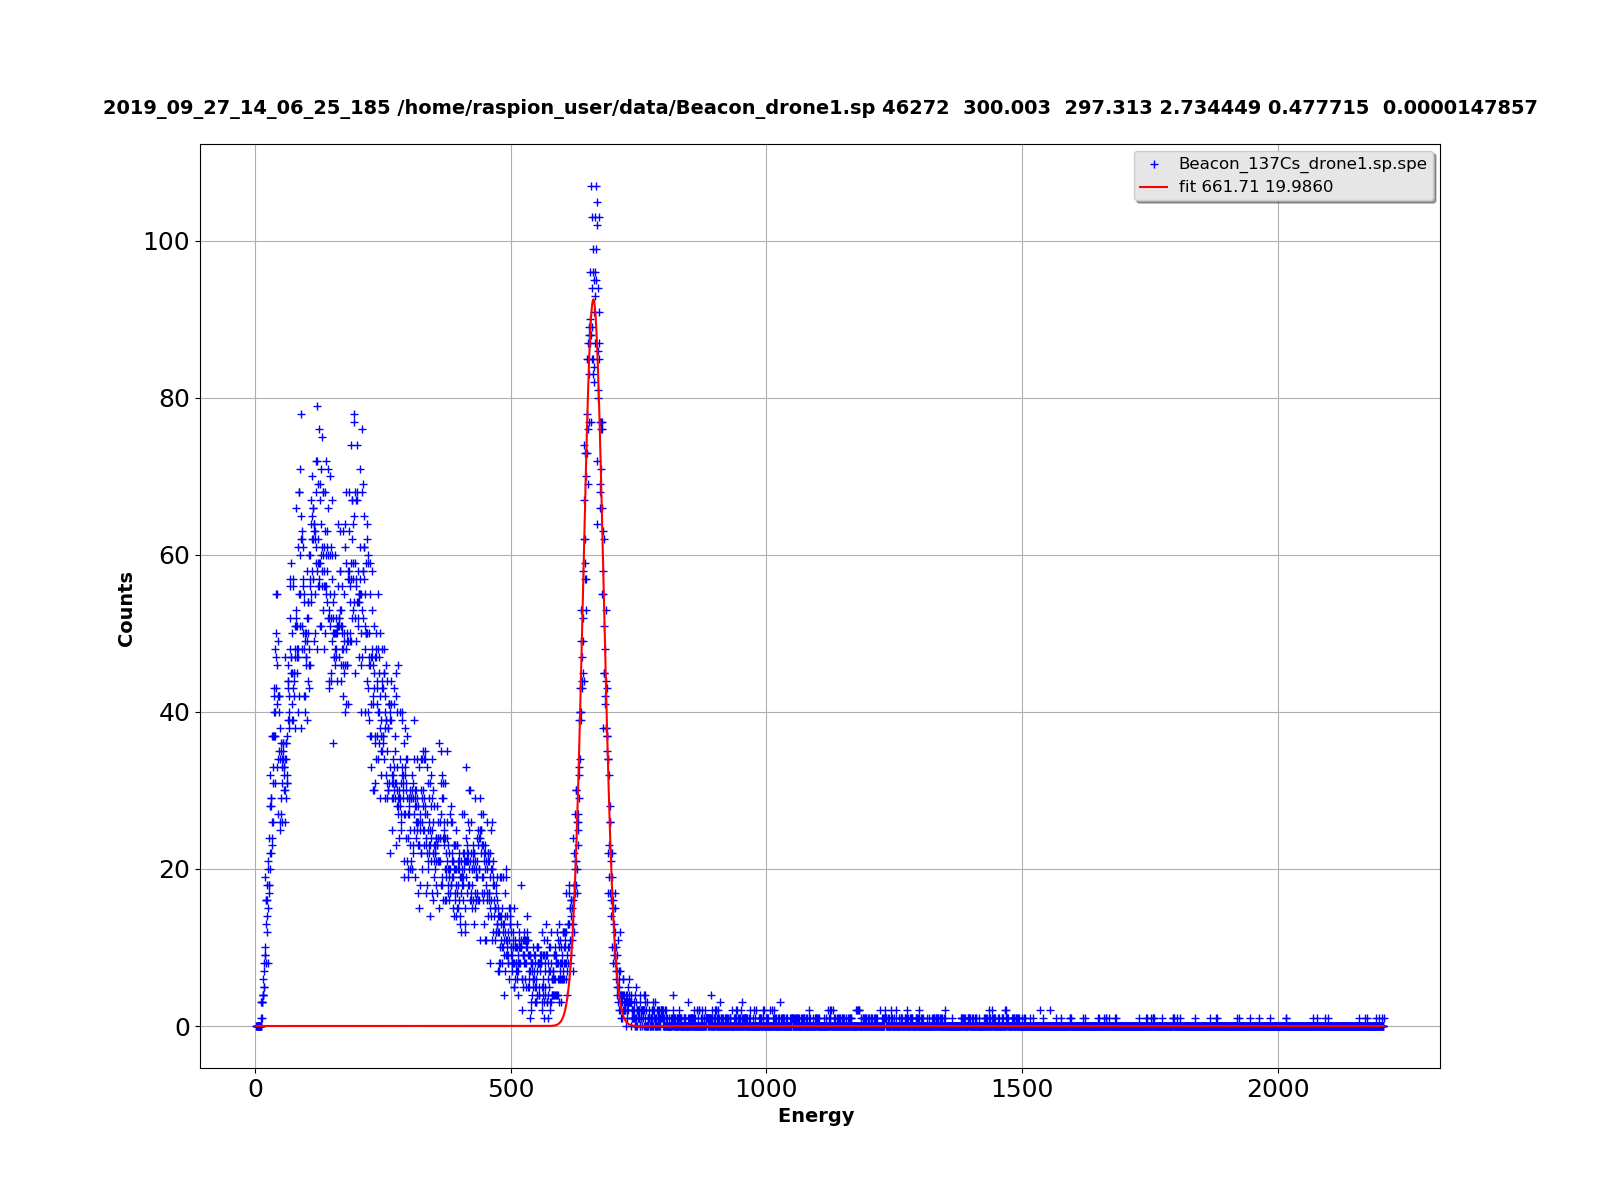 2019_09_27_14_06_25_185 /home/raspion_user/data/Beacon_drone1.sp 46272  300.003  297.313 2.734449 0.477715  0.0000147857
Beacon_137Cs_drone1.sp.spe
fit 661.71 19.9860
100
80
60
40
20
0
Counts
0 500 1000 1500 2000
Energy